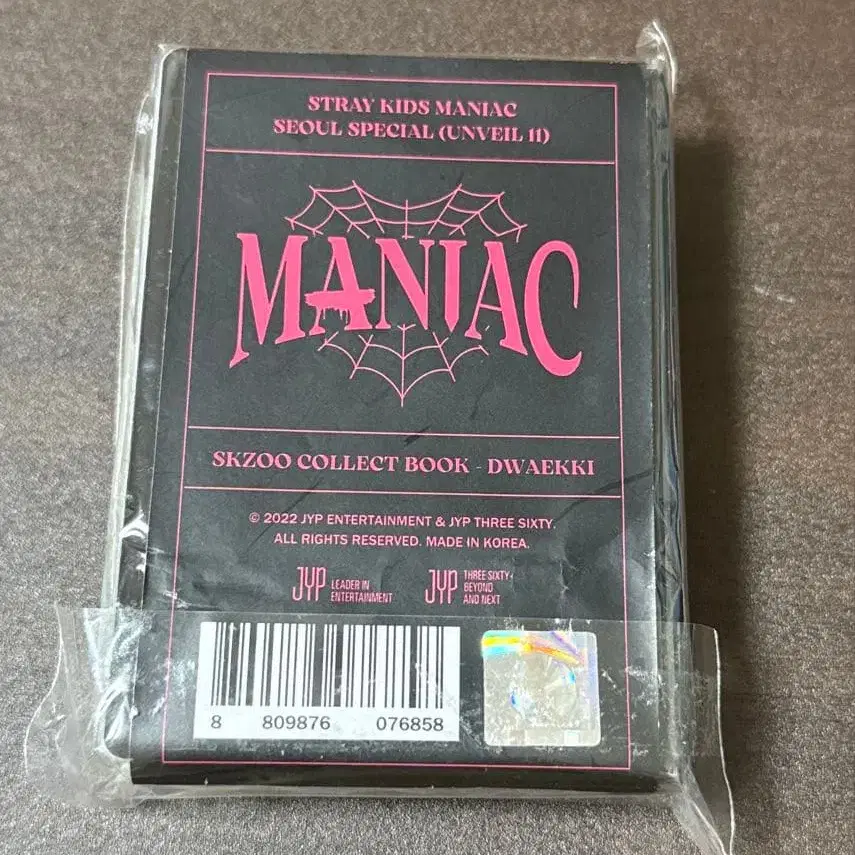 STRAY KIDS MANIAC
SEOUL SPECIAL (UNVEIL 11)
MANIAC
SKZOO COLLECT BOOK - DWAEKKI
© 2022 JYP ENTERTAINMENT & JYP THREE SIXTY.
ALL RIGHTS RESERVED. MADE IN KOREA.
JYP LEADER IN
ENTERTAINMENT
JYP THREE SIXTY
BEYOND
AND NEXT
8 809876 076858